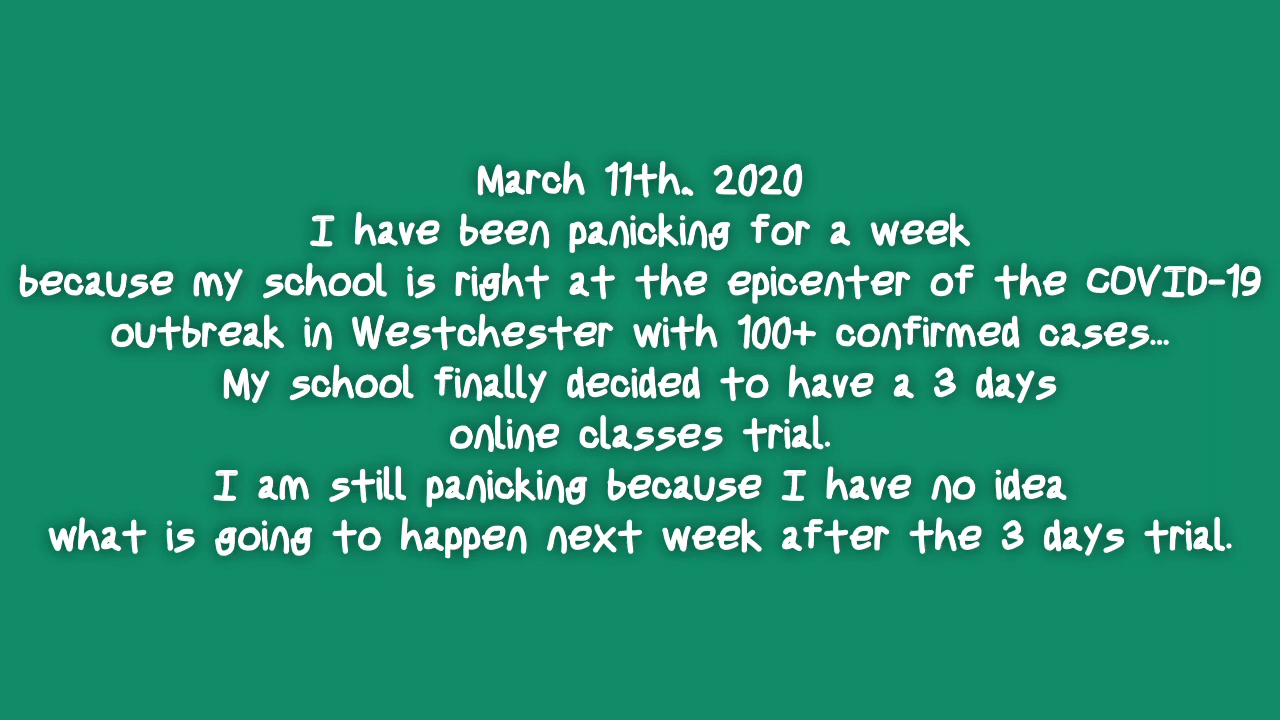 March 11th, 2020
I have been panicking for a week
because my school is right at the epicenter of the COVID-19
outbreak in Westchester with 100+ confirmed cases...
My school finally decided to have a 3 days
online classes trial.
I am still panicking because I have no idea
what is going to happen next week after the 3 days trial.